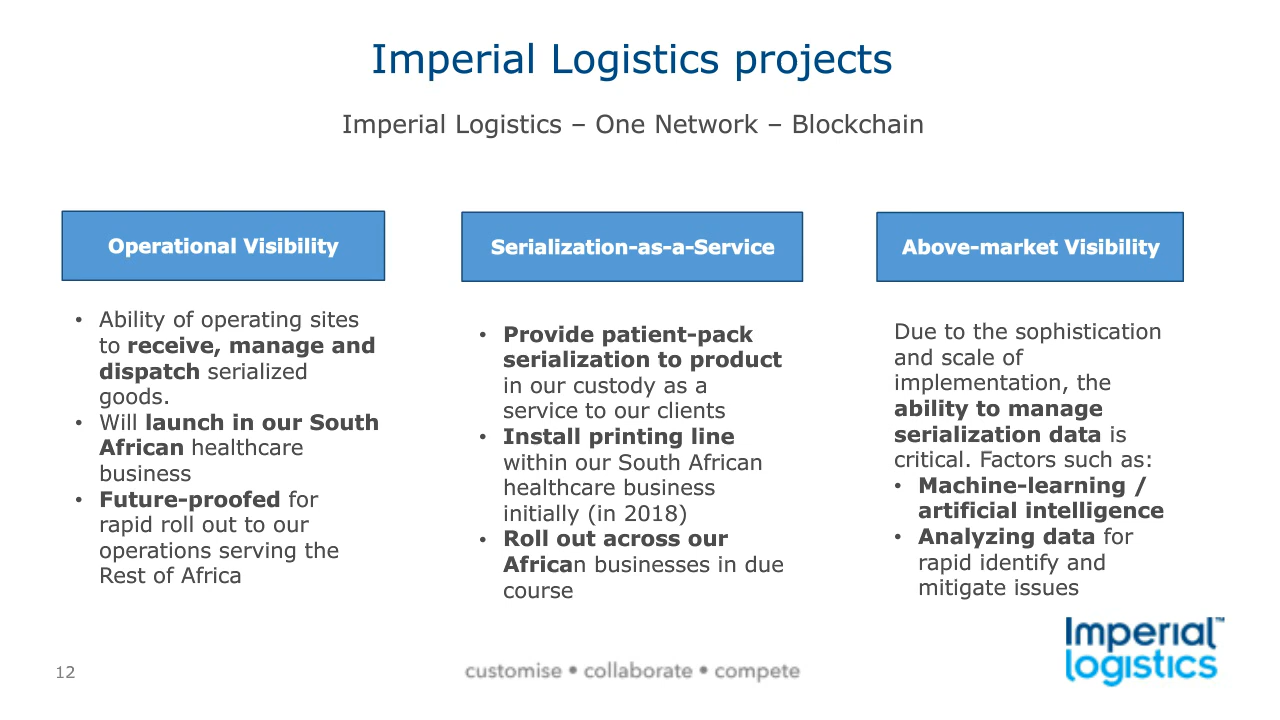 Imperial Logistics projects
Imperial Logistics – One Network – Blockchain
Operational Visibility
• Ability of operating sites
to receive, manage and
dispatch serialized
goods.
• Will launch in our South
African healthcare
business
• Future-proofed for
rapid roll out to our
operations serving the
Rest of Africa
Serialization-as-a-Service
• Provide patient-pack
serialization to product
in our custody as a
service to our clients
• Install printing line
within our South African
healthcare business
initially (in 2018)
• Roll out across our
African businesses in due
course
Above-market Visibility
Due to the sophistication
and scale of
implementation, the
ability to manage
serialization data is
critical. Factors such as:
• Machine-learning /
artificial intelligence
• Analyzing data for
rapid identify and
mitigate issues
12
customise • collaborate • compete
Imperial™
logistics